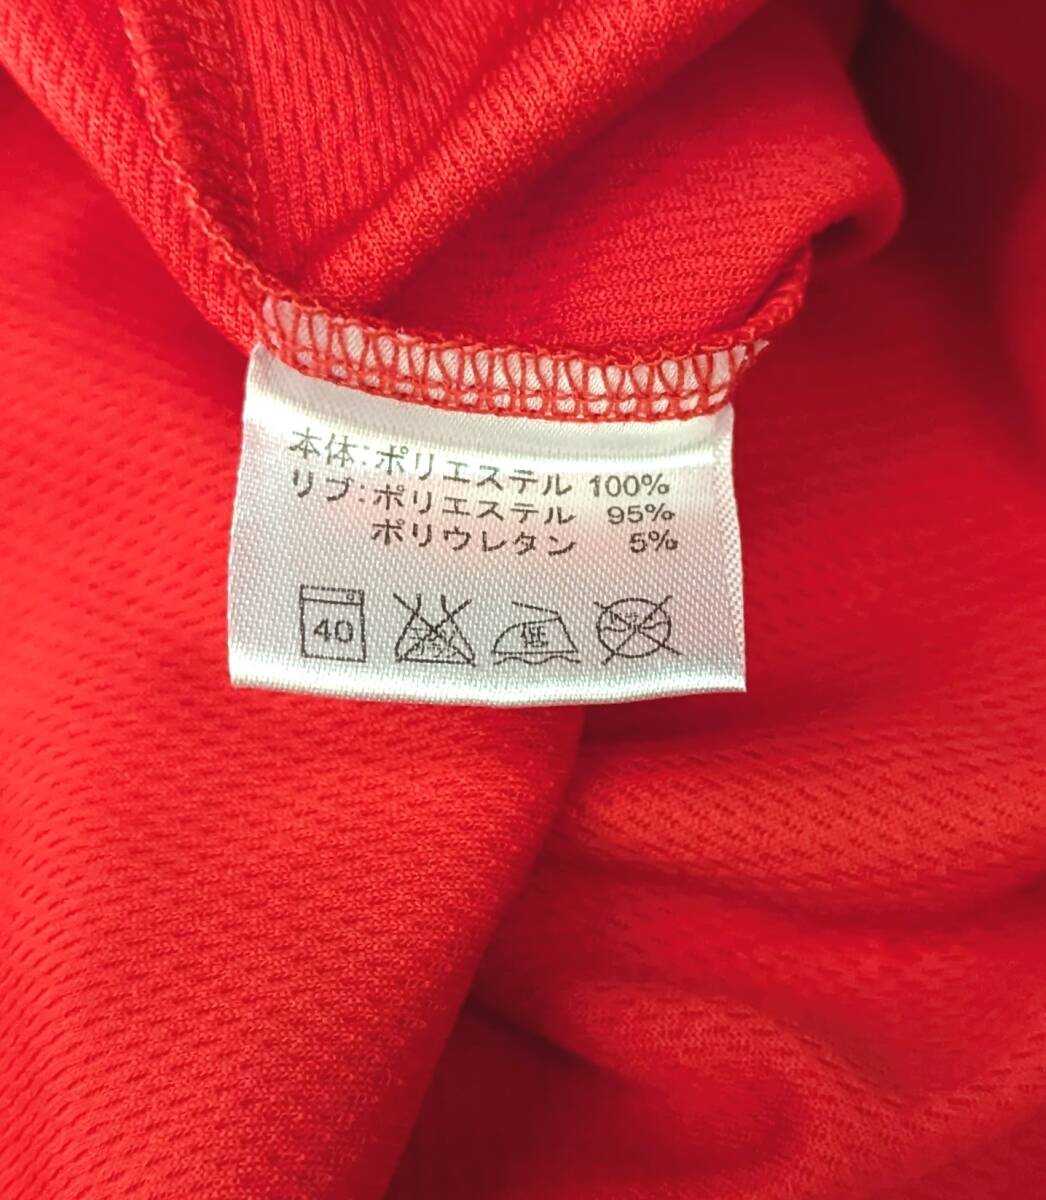 本体:ポリエステル 100%
リブ:ポリエステル 95%
ポリウレタン 5%
40 低